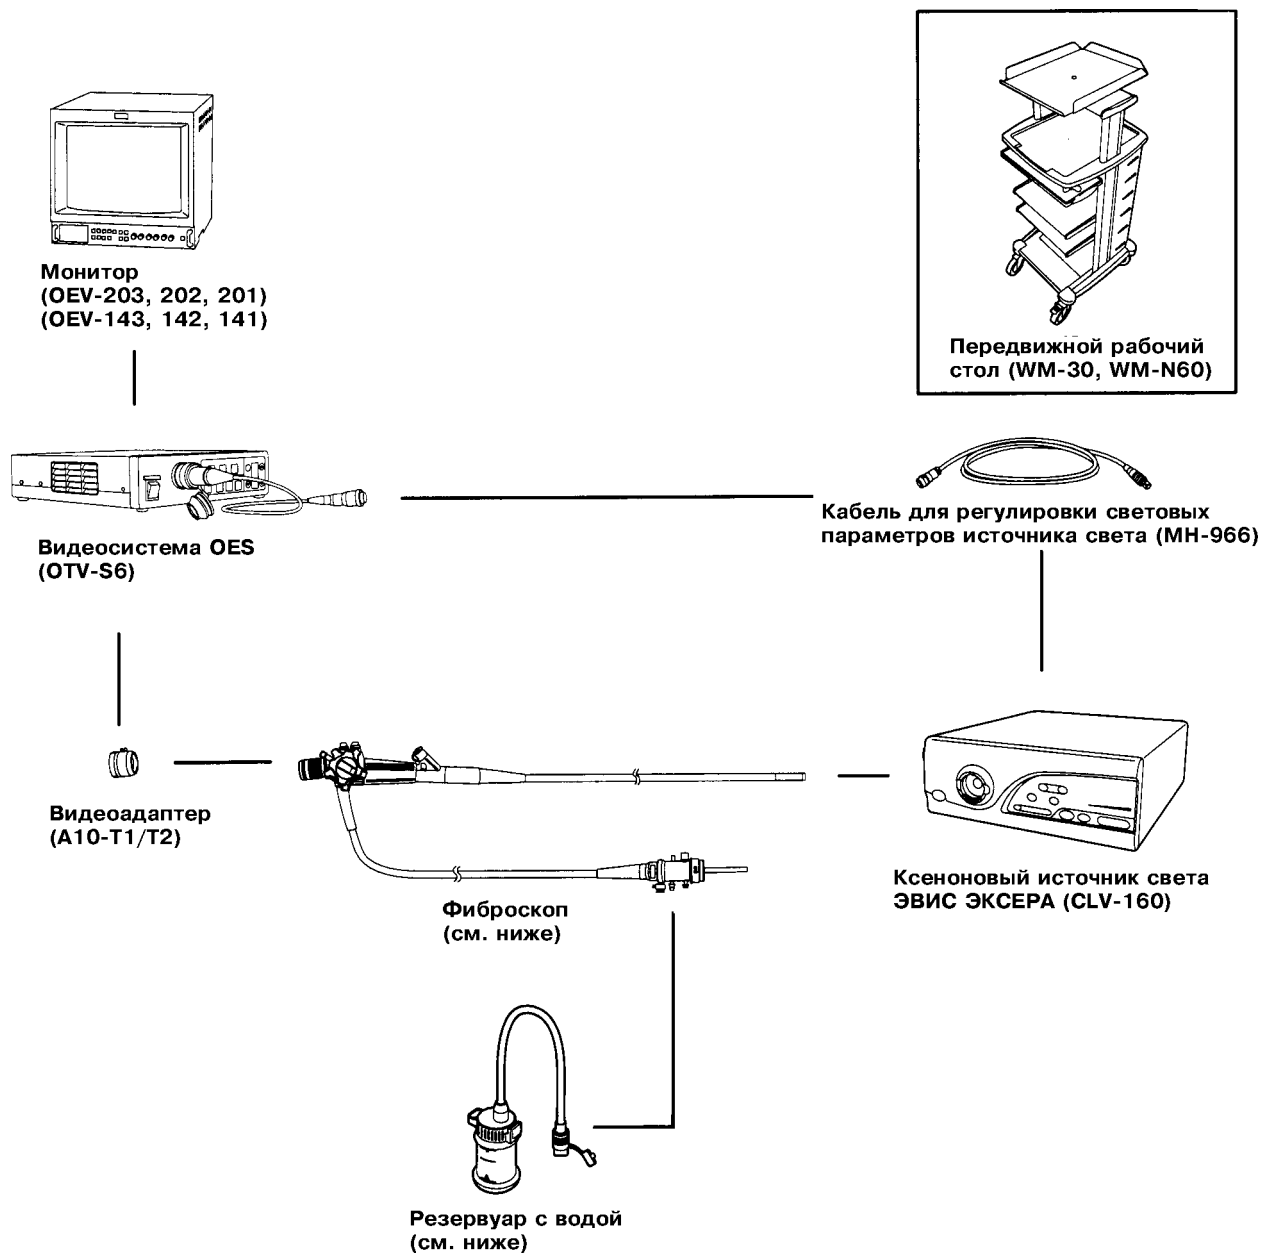 Монитор
(OEV-203, 202, 201)
(OEV-143, 142, 141)
Передвижной рабочий
стол (WM-30, WM-N60)
Видеосистема OES
(OTV-S6)
Кабель для регулировки световых
параметров источника света (MH-966)
Видеоадаптер
(A10-T1/T2)
Фиброскоп
(см. ниже)
Ксеноновый источник света
ЭВИС ЭКСЕРА (CLV-160)
Резервуар с водой
(см. ниже)